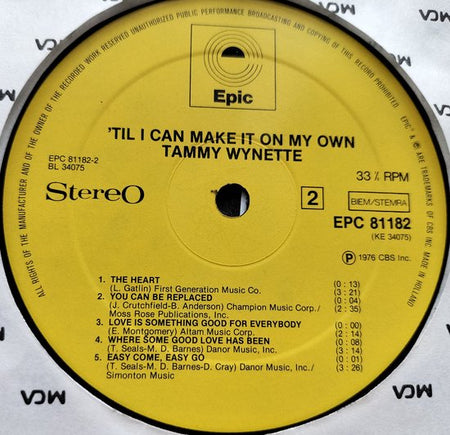 ALL RIGHTS OF THE MANUFACTURER AND OF THE OWNER OF THE RECORDED WORK RESERVED UNAUTHORIZED PUBLIC PERFORMANCE BROADCASTING AND COPYING OF THIS RECORD PROHIBITED
EPIC & ARE TRADEMARKS OF CBS INC. MADE IN HOLLAND
Epic
'TIL I CAN MAKE IT ON MY OWN
TAMMY WYNETTE
EPC 81182-2
BL 34075
Stereo
33⅓ RPM
2
BIEM/STEMRA
EPC 81182
(KE 34075)
℗ 1976 CBS Inc.
1. THE HEART (0 : 13)
(L. Gatlin) First Generation Music Co. (3 : 21)
2. YOU CAN BE REPLACED (0 : 04)
(J. Crutchfield-B. Anderson) Champion Music Corp./ (2 : 35)
Moss Rose Publications, Inc.
3. LOVE IS SOMETHING GOOD FOR EVERYBODY (0 : 00)
(E. Montgomery) Altam Music Corp. (2 : 14)
4. WHERE SOME GOOD LOVE HAS BEEN (0 : 08)
(T. Seals-M. D. Barnes) Danor Music, Inc. (3 : 14)
5. EASY COME, EASY GO (0 : 01)
(T. Seals-M. D. Barnes-D. Cray) Danor Music, Inc./ (3 : 26)
Simonton Music
MCA
MCA
MCA
MCA
MCA
MCA